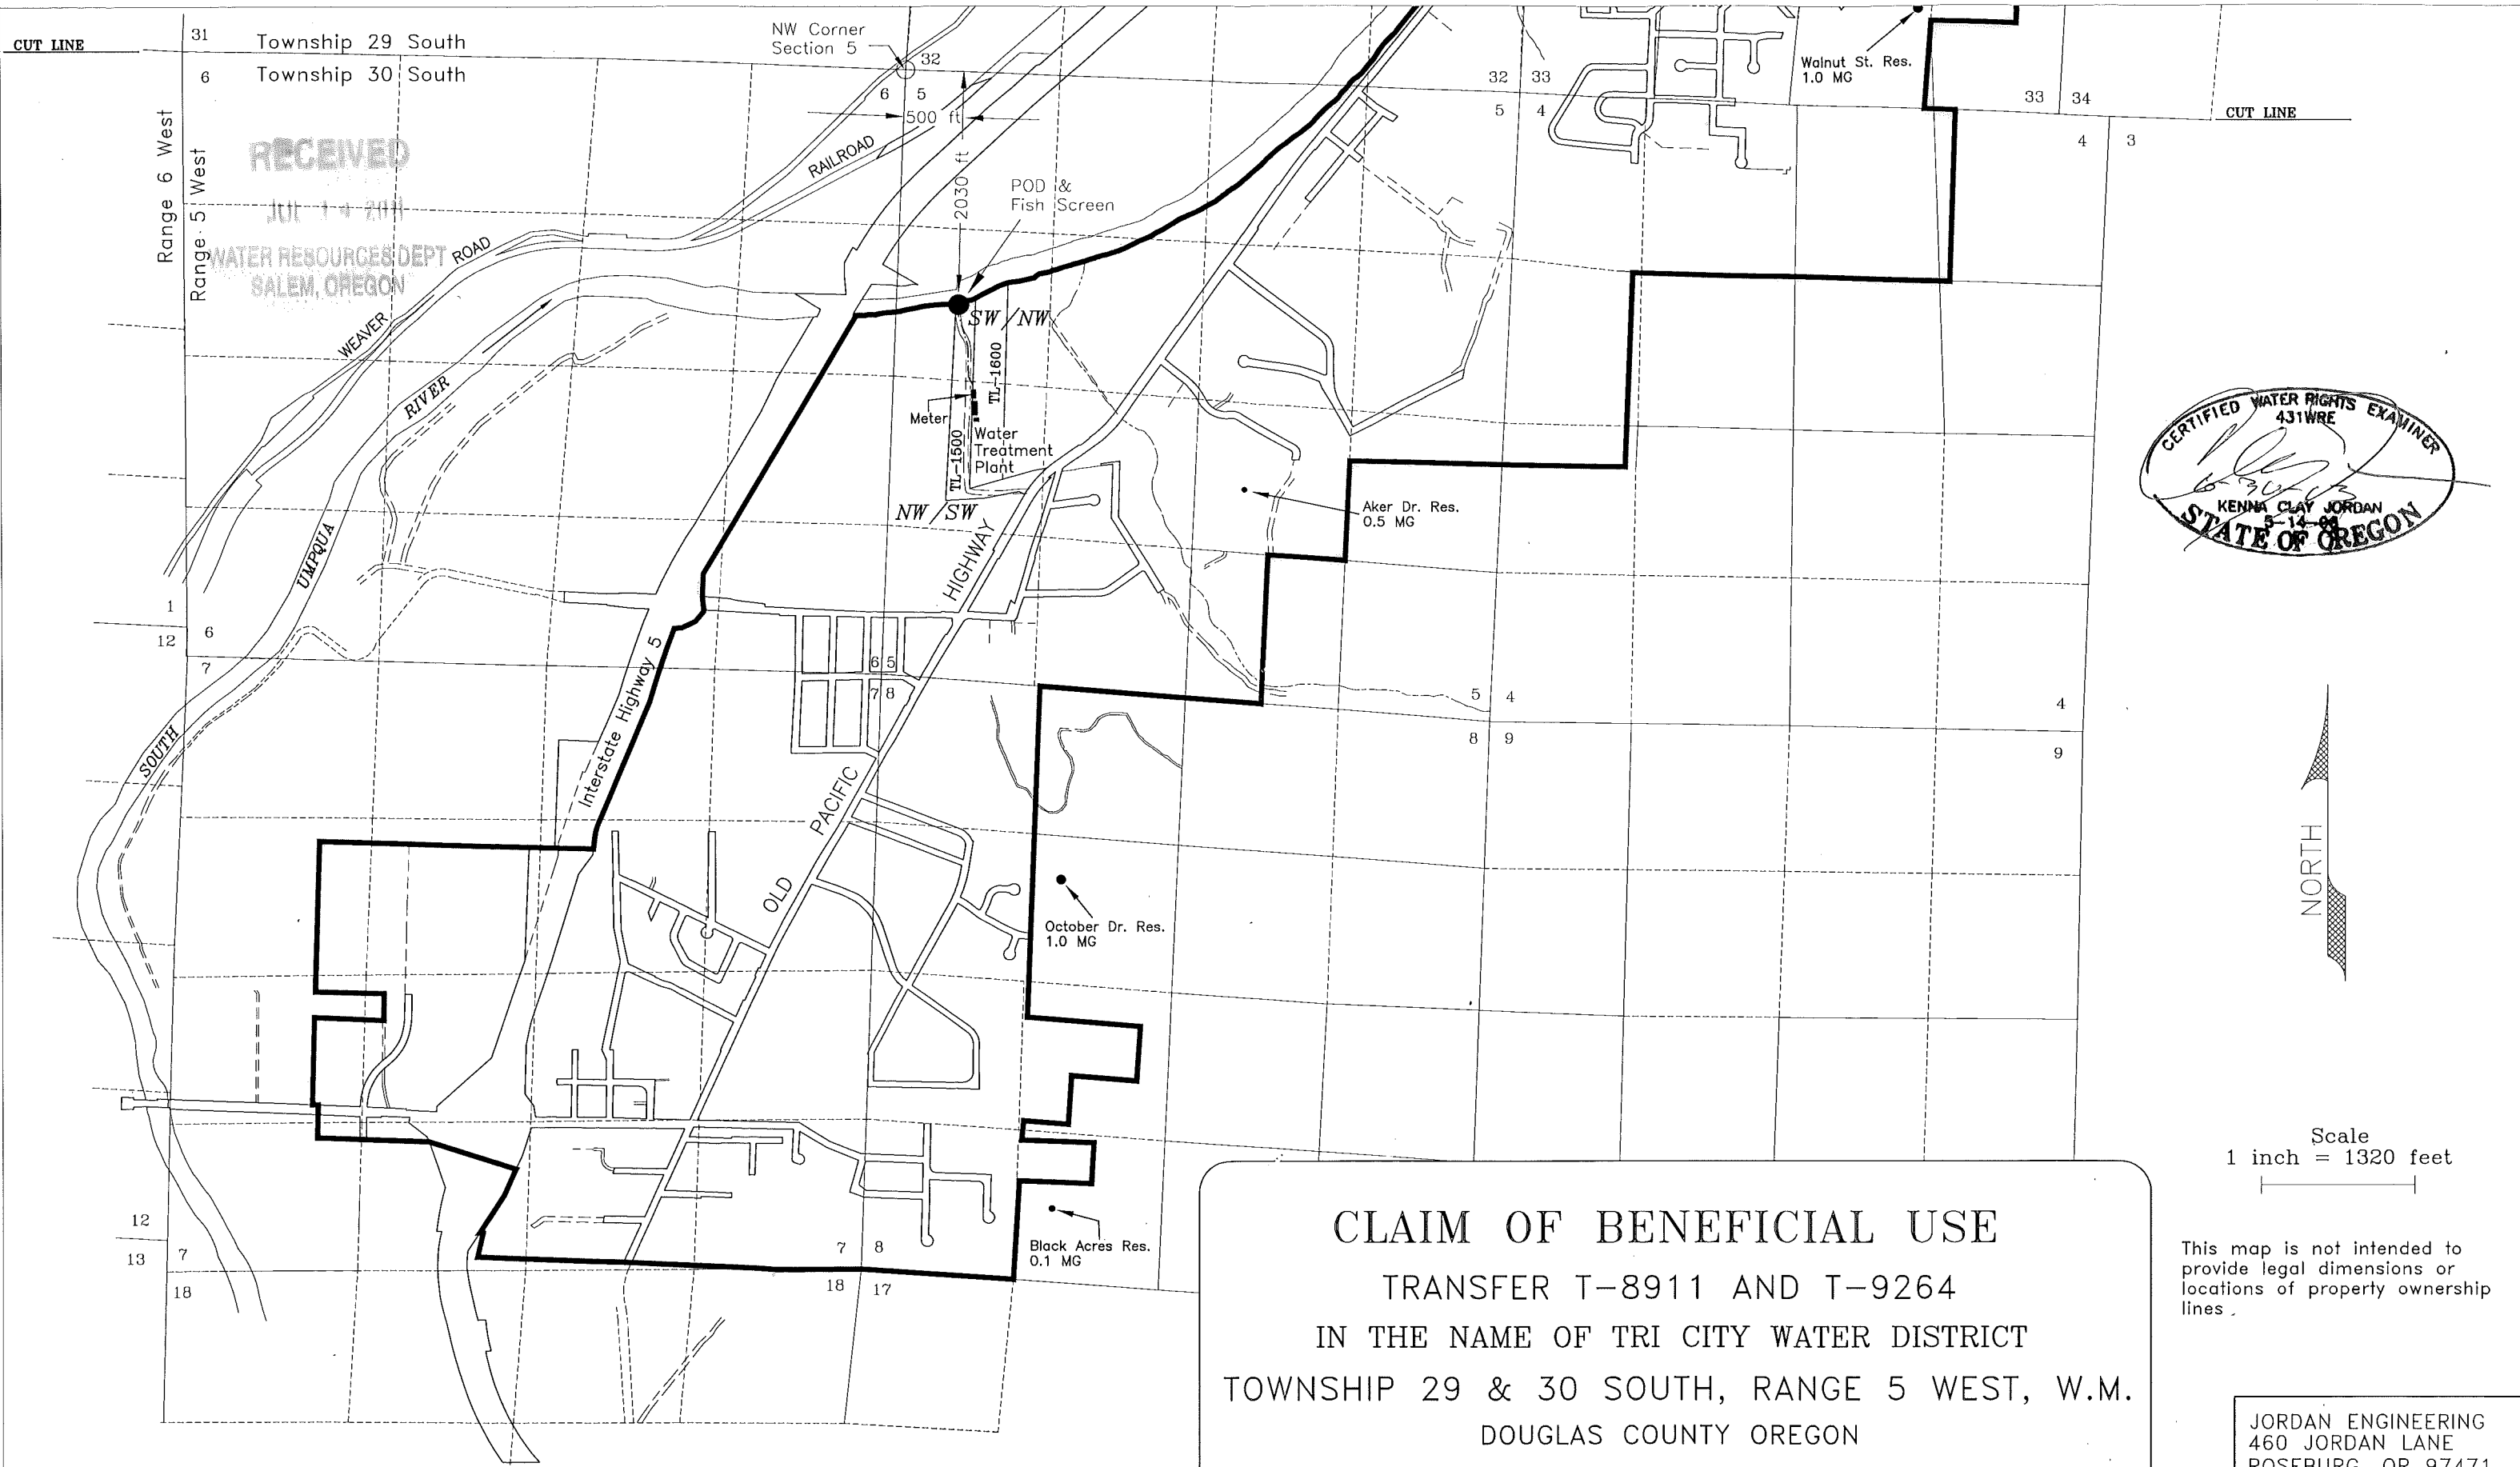 CUT LINE
31
Township 29 South
6
Township 30 South
NW Corner
Section 5
32
6
5
500 ft
2030 ft
RAILROAD
POD &
Fish Screen
32
33
5
4
Walnut St. Res.
1.0 MG
33
34
CUT LINE
4
3
Range 6 West
Range 5 West
RECEIVED
WATER RESOURCES DEPT
SALEM, OREGON
WEAVER
ROAD
SOUTH
UMPQUA
RIVER
SW/NW
TL-1600
Meter
Water
Treatment
Plant
TL-1500
NW/SW
Aker Dr. Res.
0.5 MG
CERTIFIED WATER RIGHTS EXAMINER
431WRE
KENNA CLAY JORDAN
STATE OF OREGON
1
12
6
7
Interstate Highway 5
OLD
PACIFIC
HIGHWAY
6
5
7
8
5
4
8
9
4
9
NORTH
October Dr. Res.
1.0 MG
Scale
1 inch = 1320 feet
Black Acres Res.
0.1 MG
12
13
7
18
7
8
18
17
CLAIM OF BENEFICIAL USE
TRANSFER T-8911 AND T-9264
IN THE NAME OF TRI CITY WATER DISTRICT
TOWNSHIP 29 & 30 SOUTH, RANGE 5 WEST, W.M.
DOUGLAS COUNTY OREGON
This map is not intended to
provide legal dimensions or
locations of property ownership
lines.
JORDAN ENGINEERING
460 JORDAN LANE
ROSEBURG, OR 97471